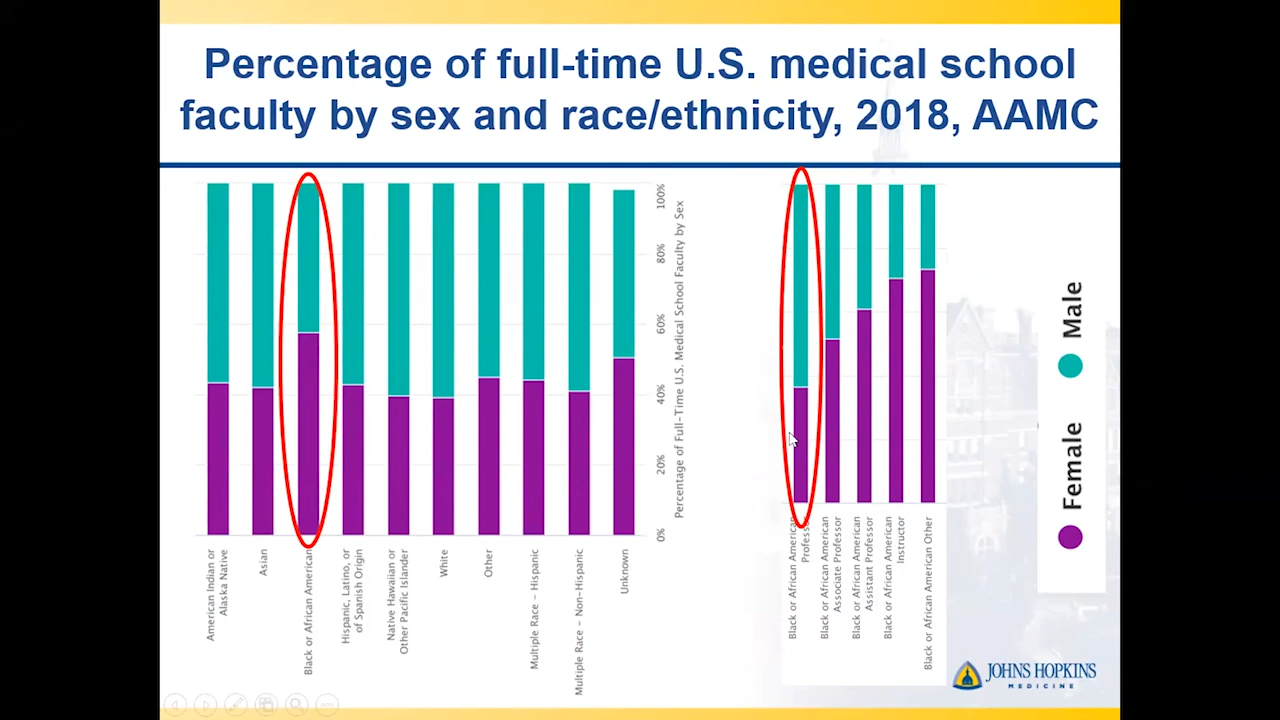 Percentage of full-time U.S. medical school
faculty by sex and race/ethnicity, 2018, AAMC
American Indian or
Alaska Native
Asian
Black or African American
Hispanic, Latino, or
of Spanish Origin
Native Hawaiian or
Other Pacific Islander
White
Other
Multiple Race - Hispanic
Multiple Race - Non-Hispanic
Unknown
0%
20%
40%
60%
80%
100%
Percentage of Full-Time U.S. Medical School Faculty by Sex
Black or African American
Professor
Black or African American
Associate Professor
Black or African American
Assistant Professor
Black or African American
Instructor
Black or African American Other
Female
Male
JOHNS HOPKINS
MEDICINE